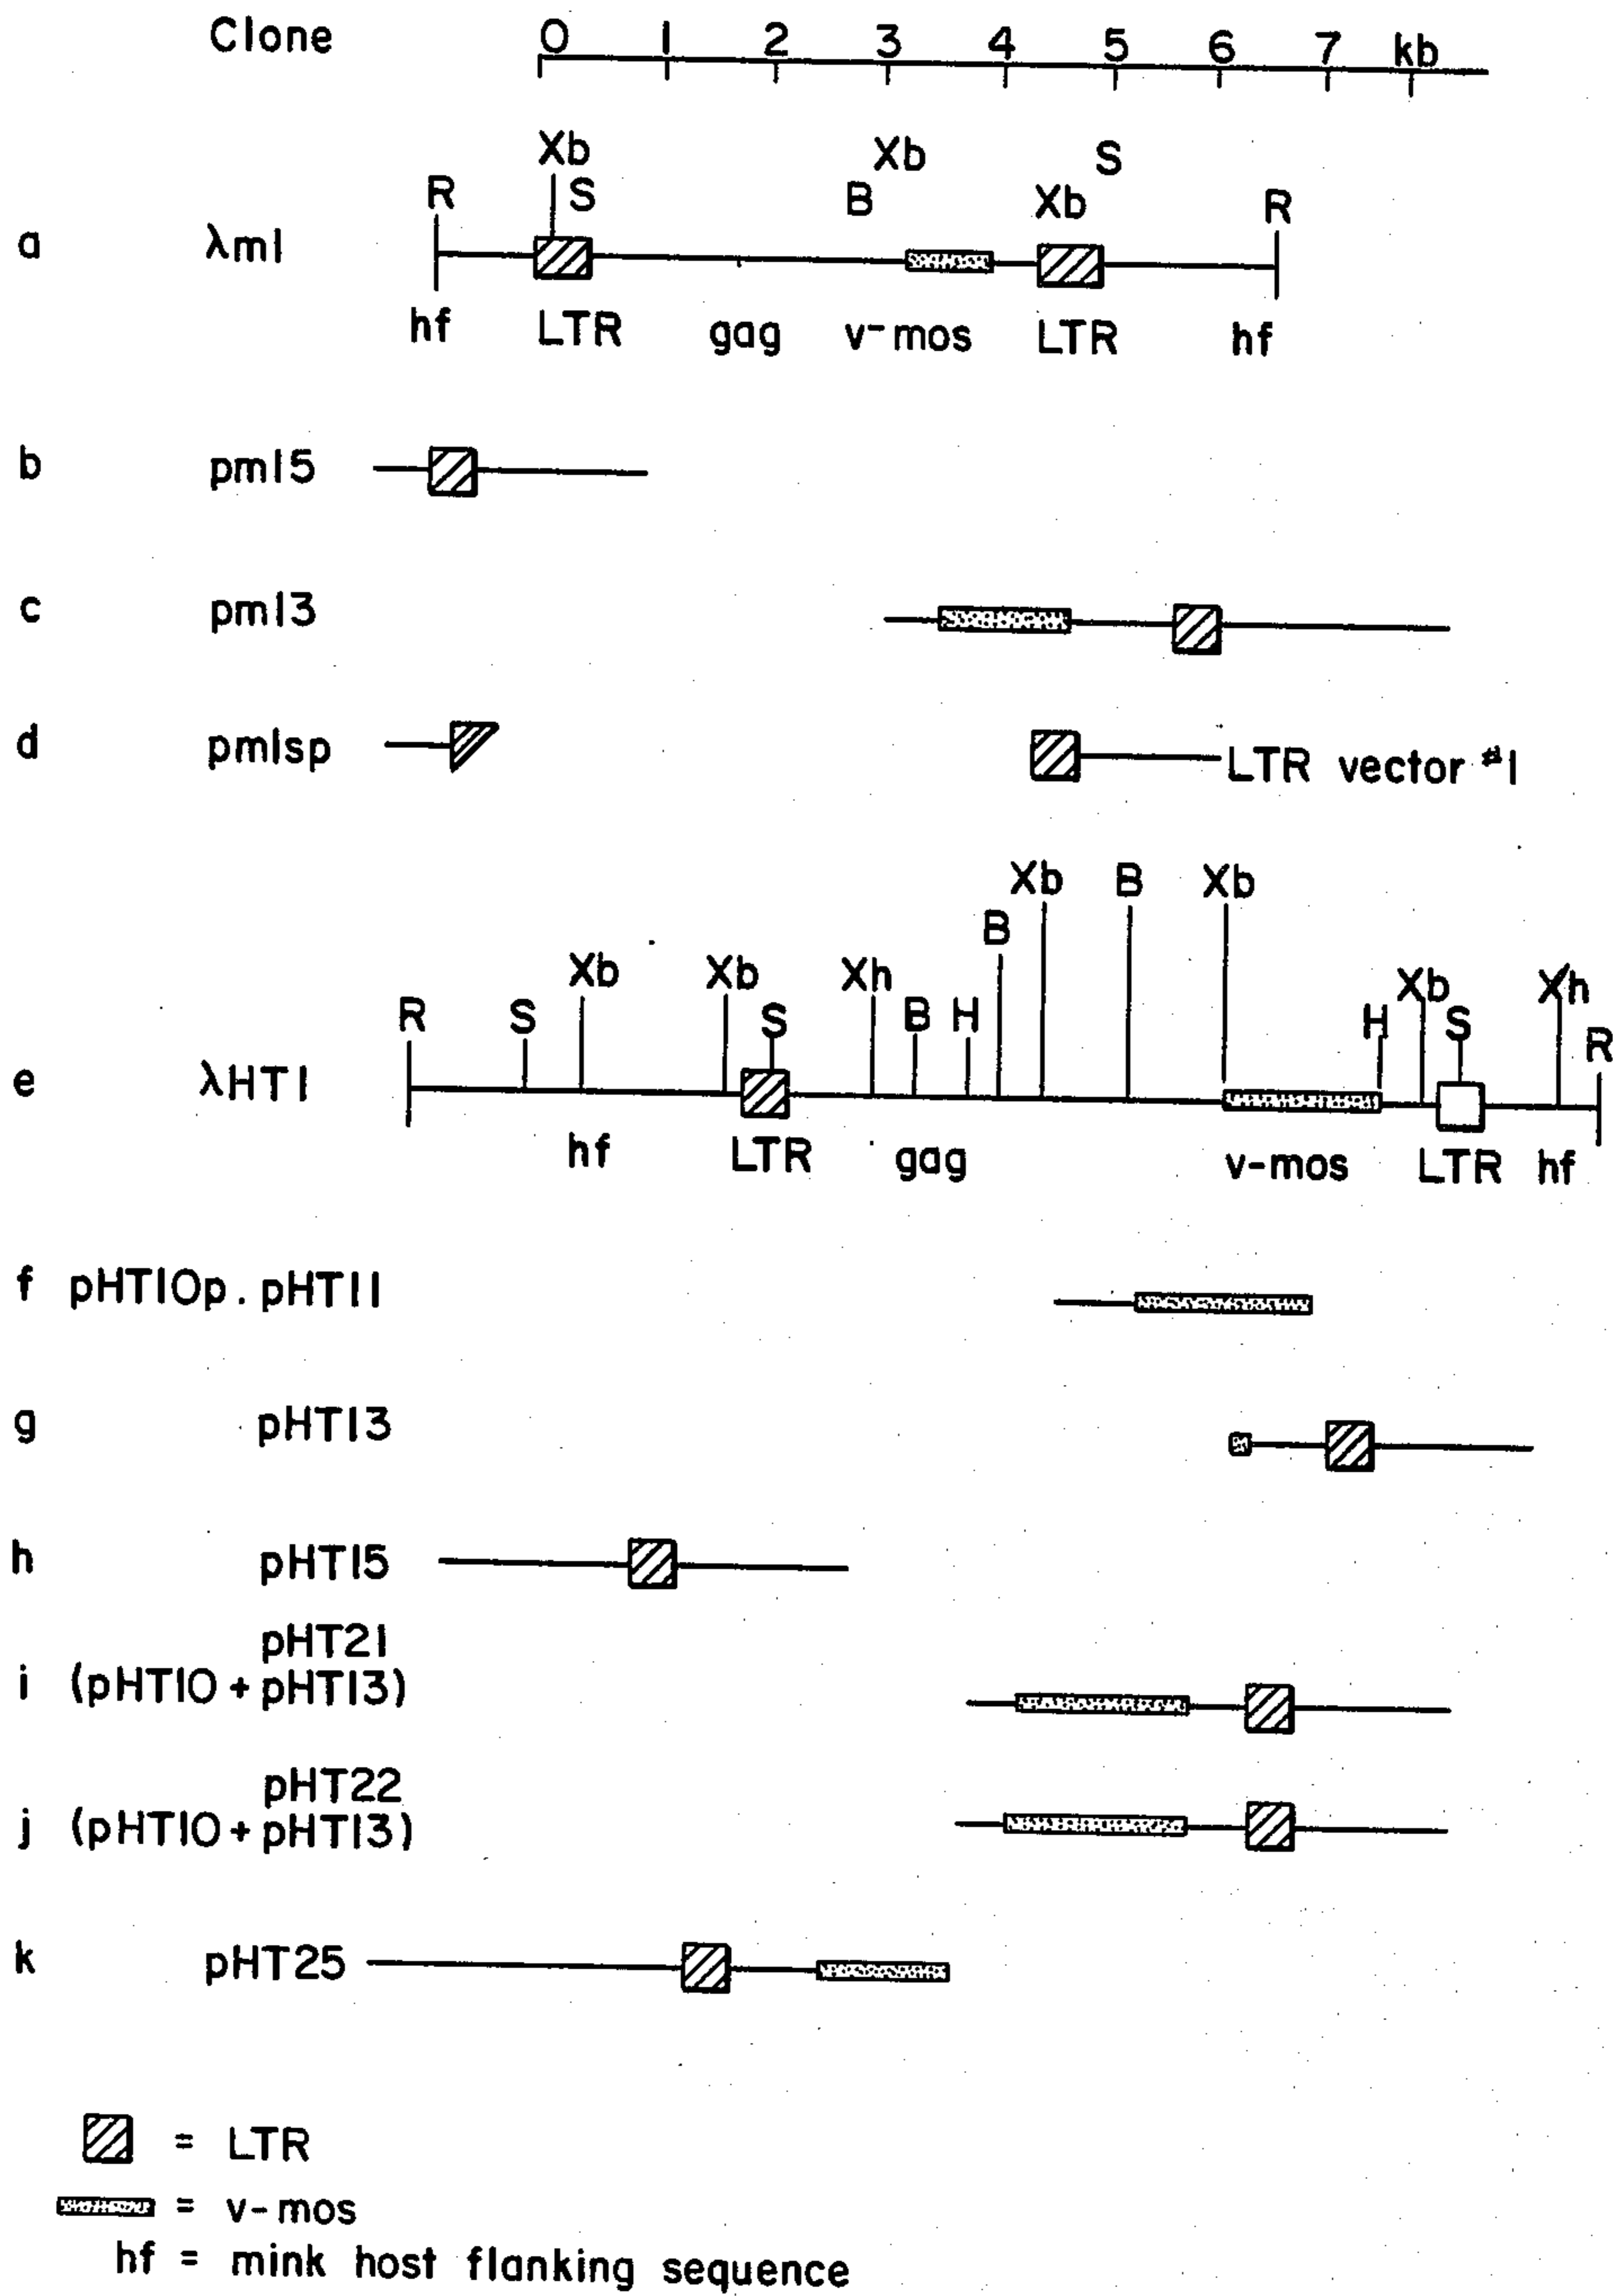 Clone 0 1 2 3 4 5 6 7 kb
Xb Xb S
R S B Xb R
a λm1
hf LTR gag v-mos LTR hf
b pm15
c pm13
d pm1sp LTR vector #1
Xb B Xb
B
Xb Xb Xh Xb Xh
R S S B H H S R
e λHT1
hf LTR gag v-mos LTR hf
f pHT10p. pHT11
g pHT13
h pHT15
pHT21
i (pHT10 + pHT13)
pHT22
j (pHT10 + pHT13)
k pHT25
= LTR
= v-mos
hf = mink host flanking sequence